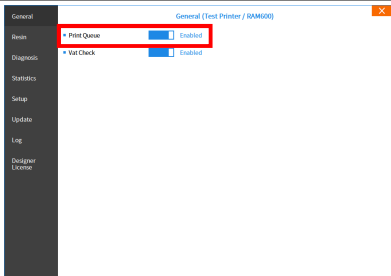 General
General (Test Printer / RAM600)
X
Resin
Print Queue
Enabled
Diagnosis
Vat Check
Enabled
Statistics
Setup
Update
Log
Designer
License